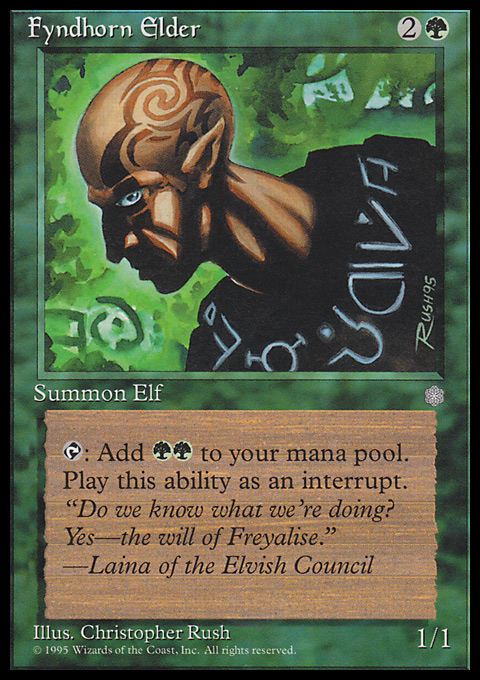 Fyndhorn Elder 2
RUSH95
Summon Elf
: Add to your mana pool.
Play this ability as an interrupt.
“Do we know what we're doing?
Yes—the will of Freyalise.”
—Laina of the Elvish Council
Illus. Christopher Rush
1/1
© 1995 Wizards of the Coast, Inc. All rights reserved.